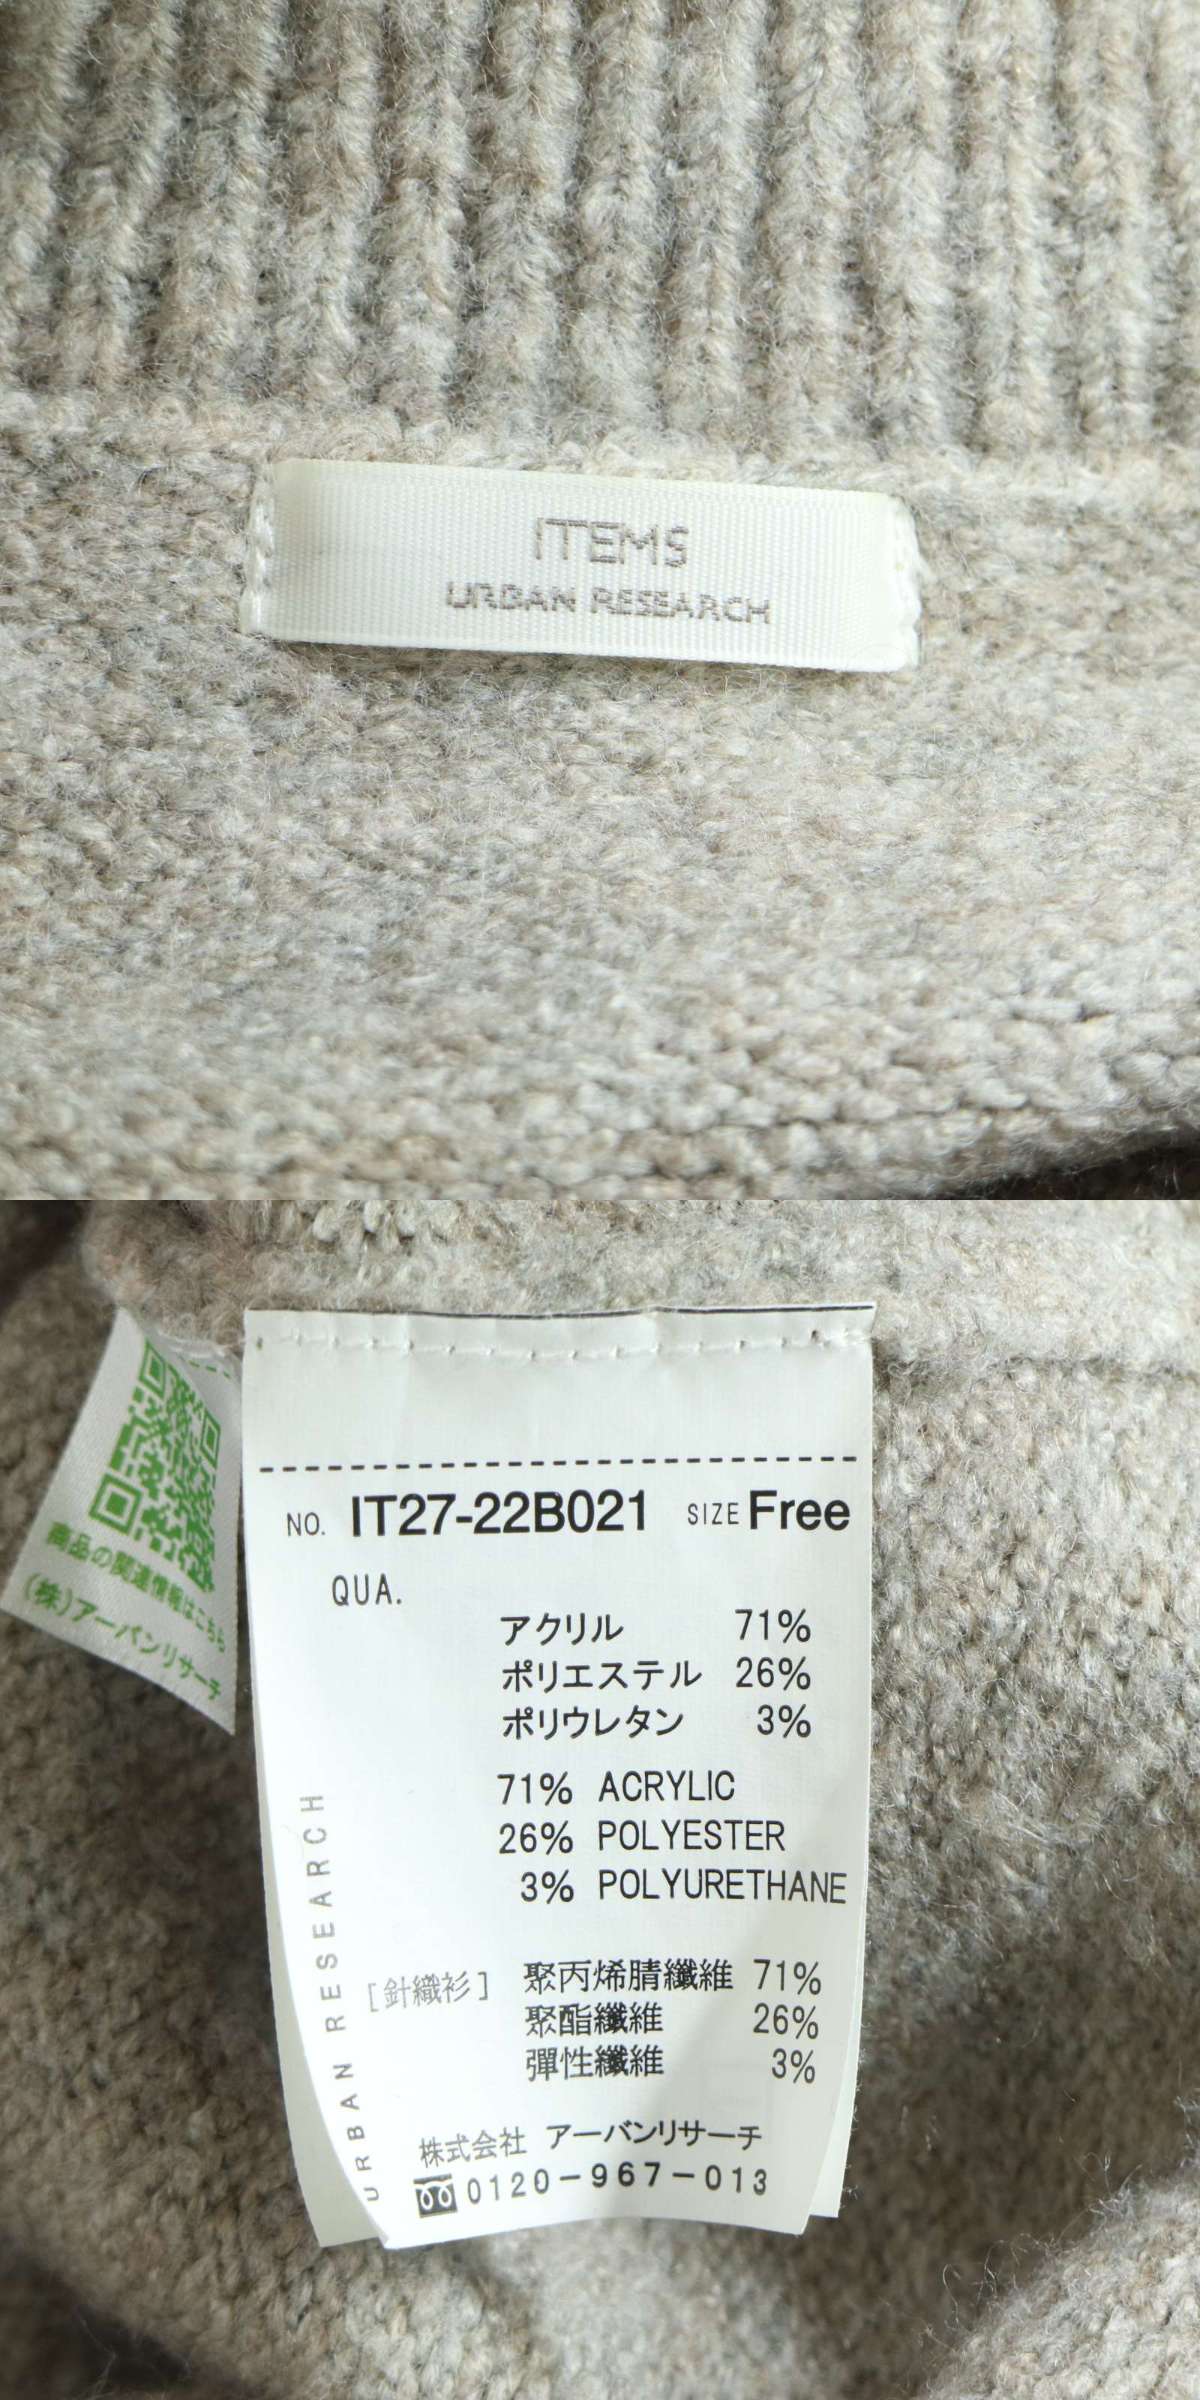 ITEMS
URBAN RESEARCH
商品の関連情報はこちら
(株)アーバンリサーチ
NO. IT27-22B021 SIZE Free
QUA.
アクリル 71%
ポリエステル 26%
ポリウレタン 3%
71% ACRYLIC
26% POLYESTER
3% POLYURETHANE
[針織衫] 聚丙烯腈纖維 71%
聚酯纖維 26%
彈性纖維 3%
URBAN RESEARCH
株式会社 アーバンリサーチ
0120-967-013